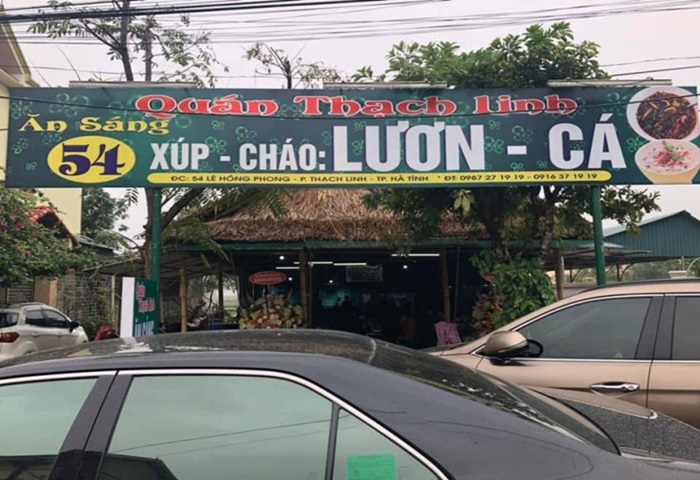 Quán Thạch linh
Ăn Sáng
54
XÚP - CHÁO: LƯƠN - CÁ
ĐC: 54 LÊ HỒNG PHONG - P. THẠCH LINH - TP. HÀ TĨNH * ĐT: 0987 27 19 19 - 0916 37 19 19